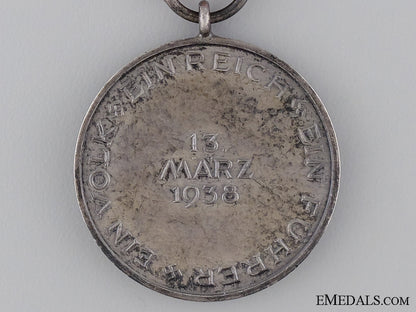 EIN VOLK EIN REICH EIN FÜHRER
13.
MÄRZ
1938
EMEDALS.COM